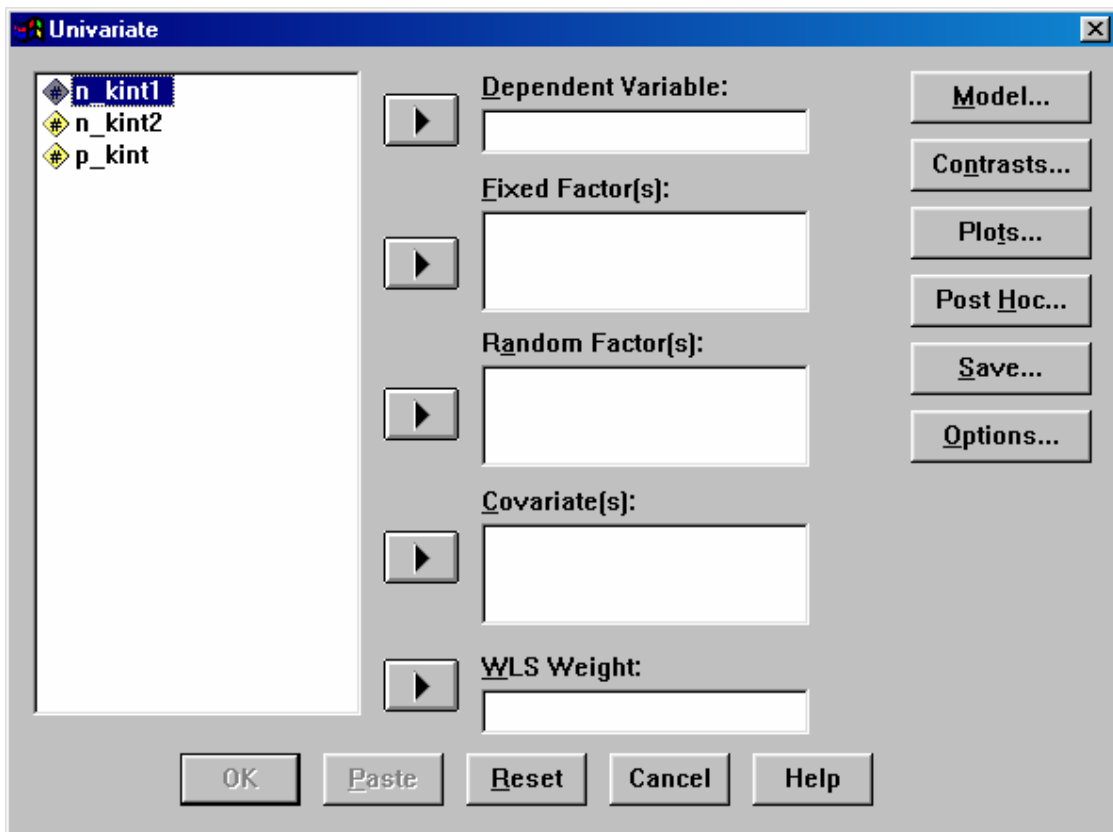 Univariate
n_kint1
n_kint2
p_kint
Dependent Variable:
Fixed Factor(s):
Random Factor(s):
Covariate(s):
WLS Weight:
Model...
Contrasts...
Plots...
Post Hoc...
Save...
Options...
OK
Paste
Reset
Cancel
Help